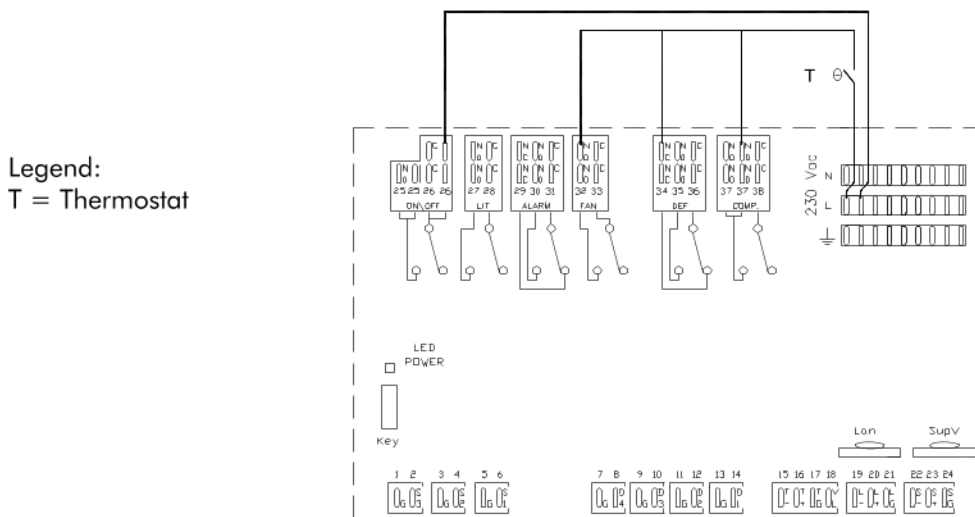 Legend:
T = Thermostat
T θ
230 Vac
N
L
25 25 26 26
ON\OFF
27 28
LIT
29 30 31
ALARM
32 33
FAN
34 35 36
DEF
37 37 38
COMP.
LED
POWER
Key
Lan
SupV
1 2
3 4
5 6
7 8
9 10
11 12
13 14
15 16 17 18
19 20 21
22 23 24